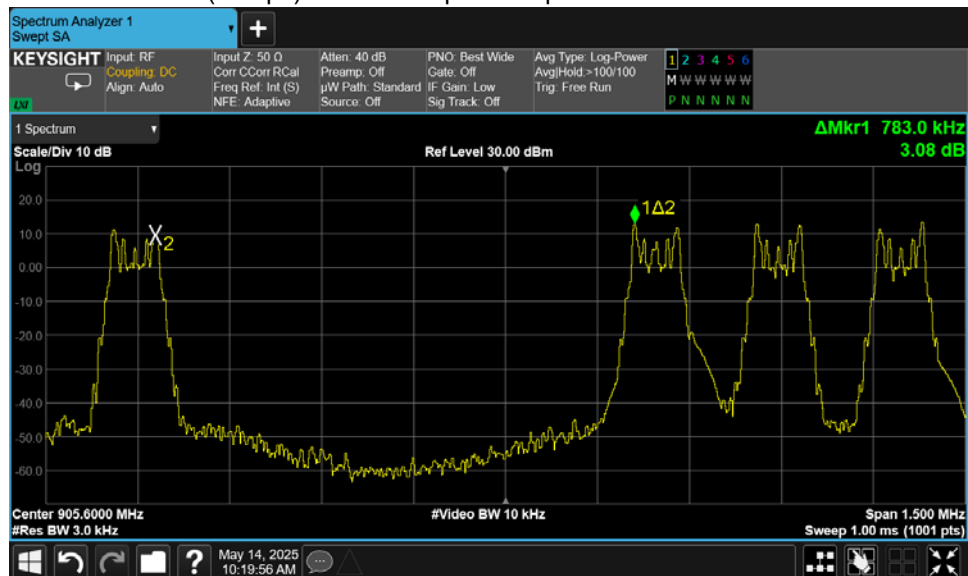 Spectrum Analyzer 1
Swept SA
+
KEYSIGHT
Input: RF
Coupling: DC
Align: Auto
Input Z: 50 Ω
Corr CCorr RCal
Freq Ref: Int (S)
NFE: Adaptive
Atten: 40 dB
Preamp: Off
µW Path: Standard
Source: Off
PNO: Best Wide
Gate: Off
IF Gain: Low
Sig Track: Off
Avg Type: Log-Power
Avg|Hold:>100/100
Trig: Free Run
1 2 3 4 5 6
M W W W W W
P N N N N N
LXI
1 Spectrum
ΔMkr1 783.0 kHz
3.08 dB
Scale/Div 10 dB
Ref Level 30.00 dBm
Log
20.0
10.0
0.00
-10.0
-20.0
-30.0
-40.0
-50.0
-60.0
X2
1Δ2
Center 905.6000 MHz
#Video BW 10 kHz
Span 1.500 MHz
#Res BW 3.0 kHz
Sweep 1.00 ms (1001 pts)
?
May 14, 2025
10:19:56 AM